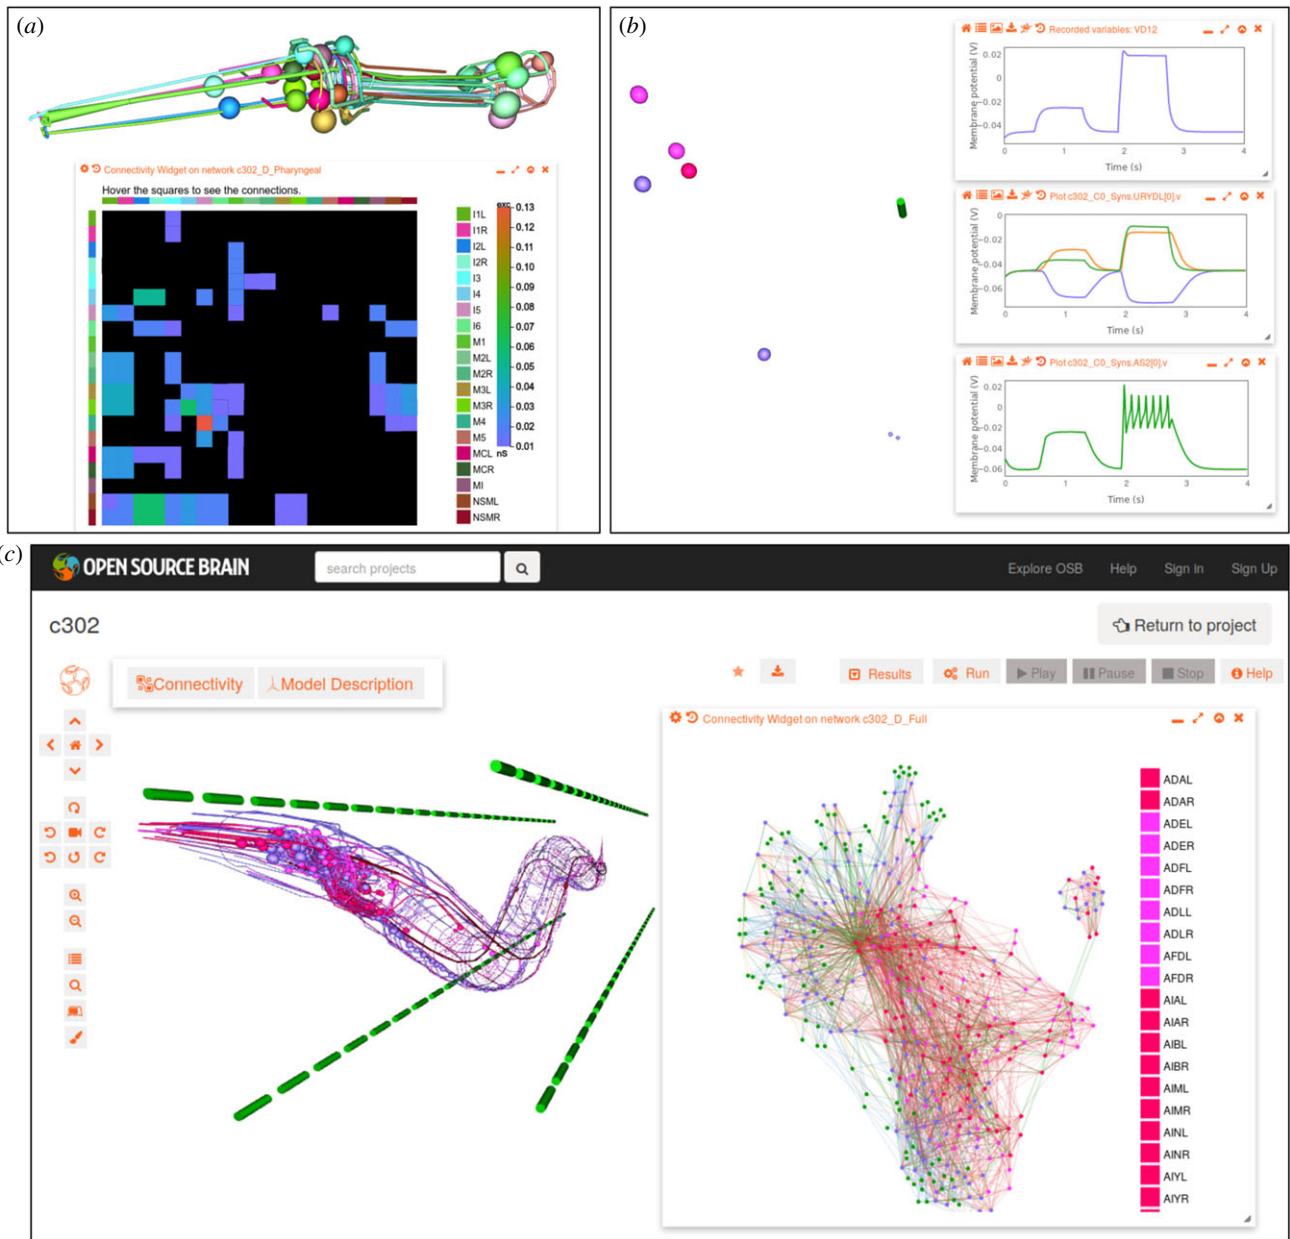 (a)
Connectivity Widget on network c302_D_Pharyngeal
Hover the squares to see the connections.
exc
I1L
I1R
I2L
I2R
I3
I4
I5
I6
M1
M2L
M2R
M3L
M3R
M4
M5
MCL
MCR
MI
NSML
NSMR
0.13
0.12
0.11
0.10
0.09
0.08
0.07
0.06
0.05
0.04
0.03
0.02
0.01
nS
(b)
Recorded variables: VD12
Membrane potential (V)
0.02
0
−0.02
−0.04
0 1 2 3 4
Time (s)
Plot c302_C0_Syns.URYDL[0].v
Membrane potential (V)
0
−0.02
−0.04
−0.06
0 1 2 3 4
Time (s)
Plot c302_C0_Syns.AS2[0].v
Membrane potential (V)
0.02
0
−0.02
−0.04
−0.06
0 1 2 3 4
Time (s)
(c)
OPEN SOURCE BRAIN
search projects
Explore OSB Help Sign In Sign Up
c302
Return to project
Connectivity Model Description
Results Run Play Pause Stop Help
Connectivity Widget on network c302_D_Full
ADAL
ADAR
ADEL
ADER
ADFL
ADFR
ADLL
ADLR
AFDL
AFDR
AIAL
AIAR
AIBL
AIBR
AIML
AIMR
AINL
AINR
AIYL
AIYR